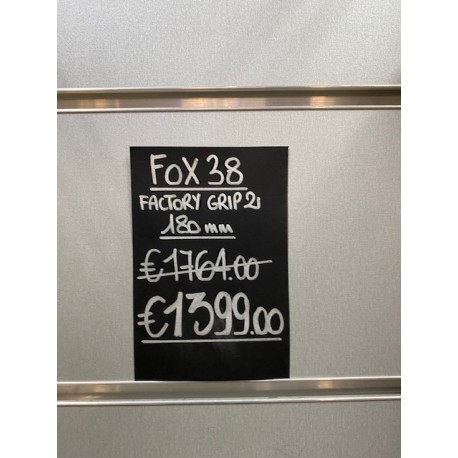 FOX 38
FACTORY GRIP 2
180 mm
€1764.00
€1399.00